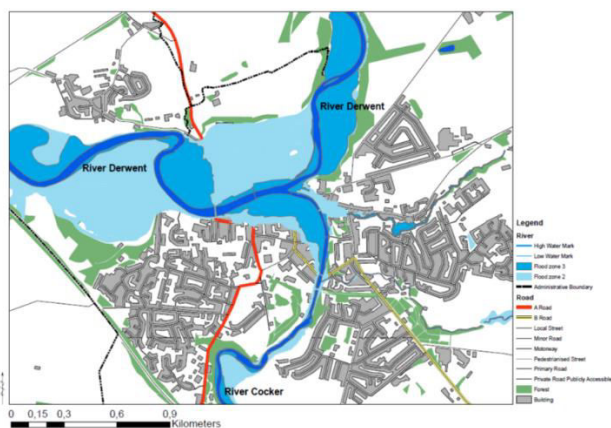 River Derwent
River Derwent
River Cocker
Legend
River
High Water Mark
Low Water Mark
Flood zone 3
Flood zone 2
Administrative Boundary
Road
A Road
B Road
Local Street
Minor Road
Motorway
Pedestrianised Street
Primary Road
Private Road Publicly Accessible
Forest
Building
0 0,15 0,3 0,6 0,9
Kilometers